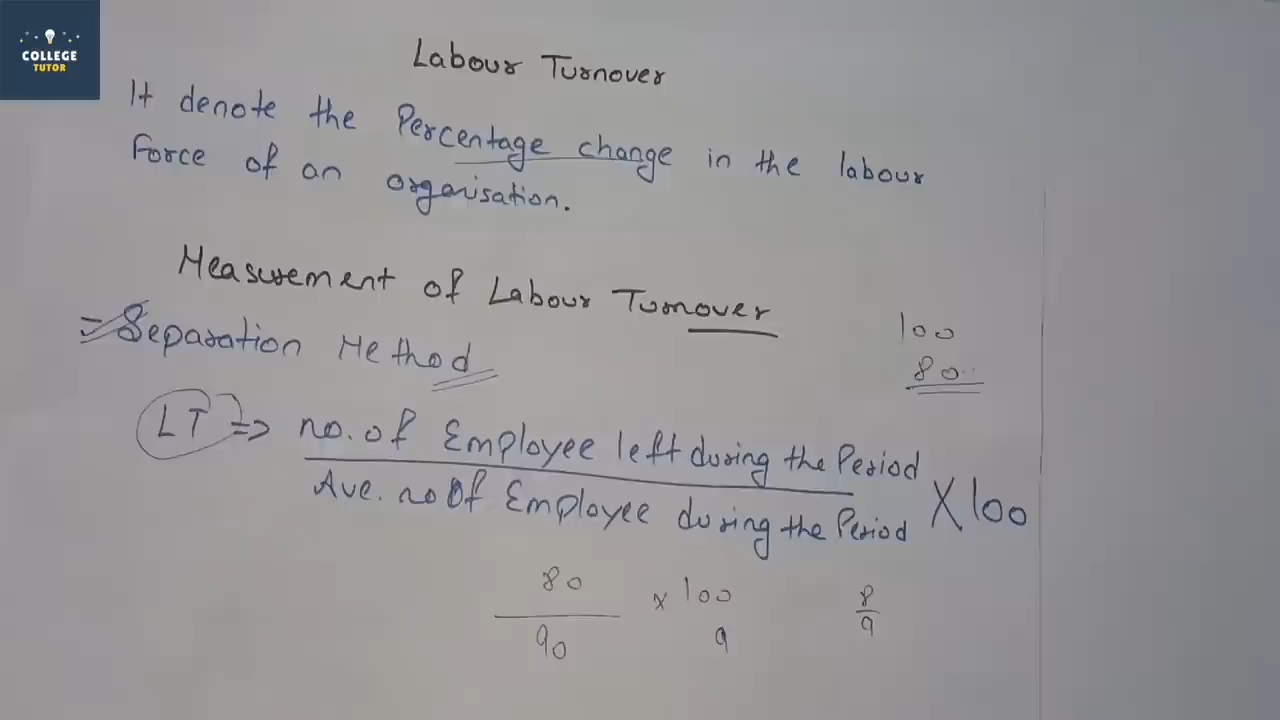 COLLEGE
TUTOR
Labour Turnover
It denote the Percentage change in the labour
Force of an organisation.
Measurement of Labour Turnover
Separation Method
100
80
LT => no. of Employee left during the Period
Ave. no of Employee during the Period
X 100
80
90
x 100
9
8
9